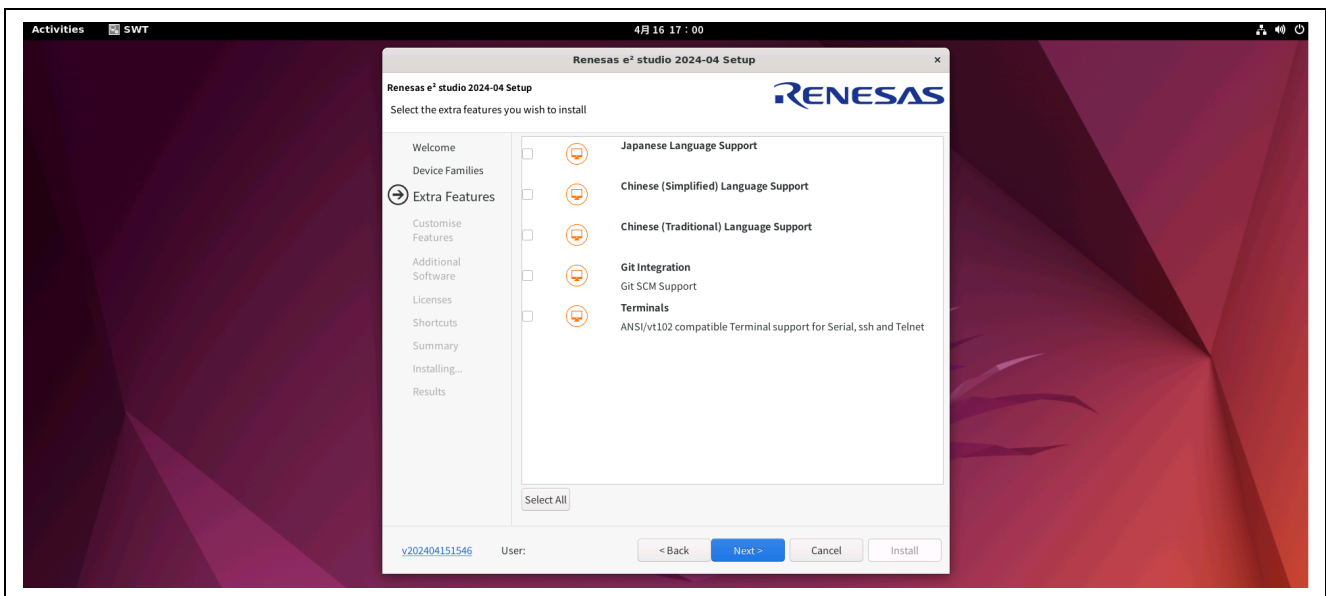 Activities SWT 4月 16 17：00
Renesas e² studio 2024-04 Setup ×
Renesas e² studio 2024-04 Setup
Select the extra features you wish to install
RENESAS
Welcome
Device Families
Extra Features
Customise
Features
Additional
Software
Licenses
Shortcuts
Summary
Installing...
Results
Japanese Language Support
Chinese (Simplified) Language Support
Chinese (Traditional) Language Support
Git Integration
Git SCM Support
Terminals
ANSI/vt102 compatible Terminal support for Serial, ssh and Telnet
Select All
v202404151546 User: < Back Next > Cancel Install